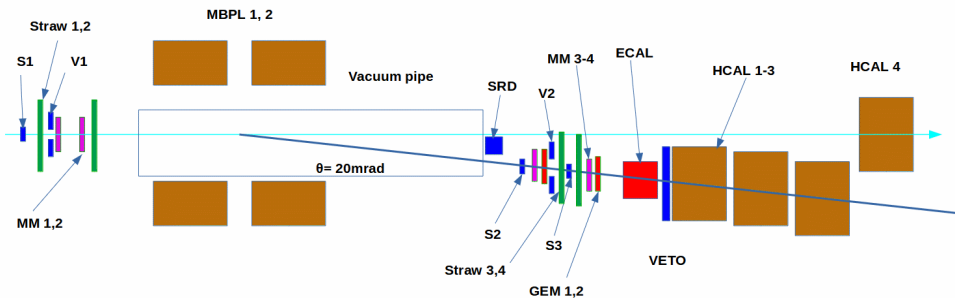 MBPL 1, 2
Straw 1,2
S1
V1
MM 3-4
ECAL
HCAL 1-3
HCAL 4
Vacuum pipe
SRD
V2
θ= 20mrad
MM 1,2
S2
S3
Straw 3,4
VETO
GEM 1,2